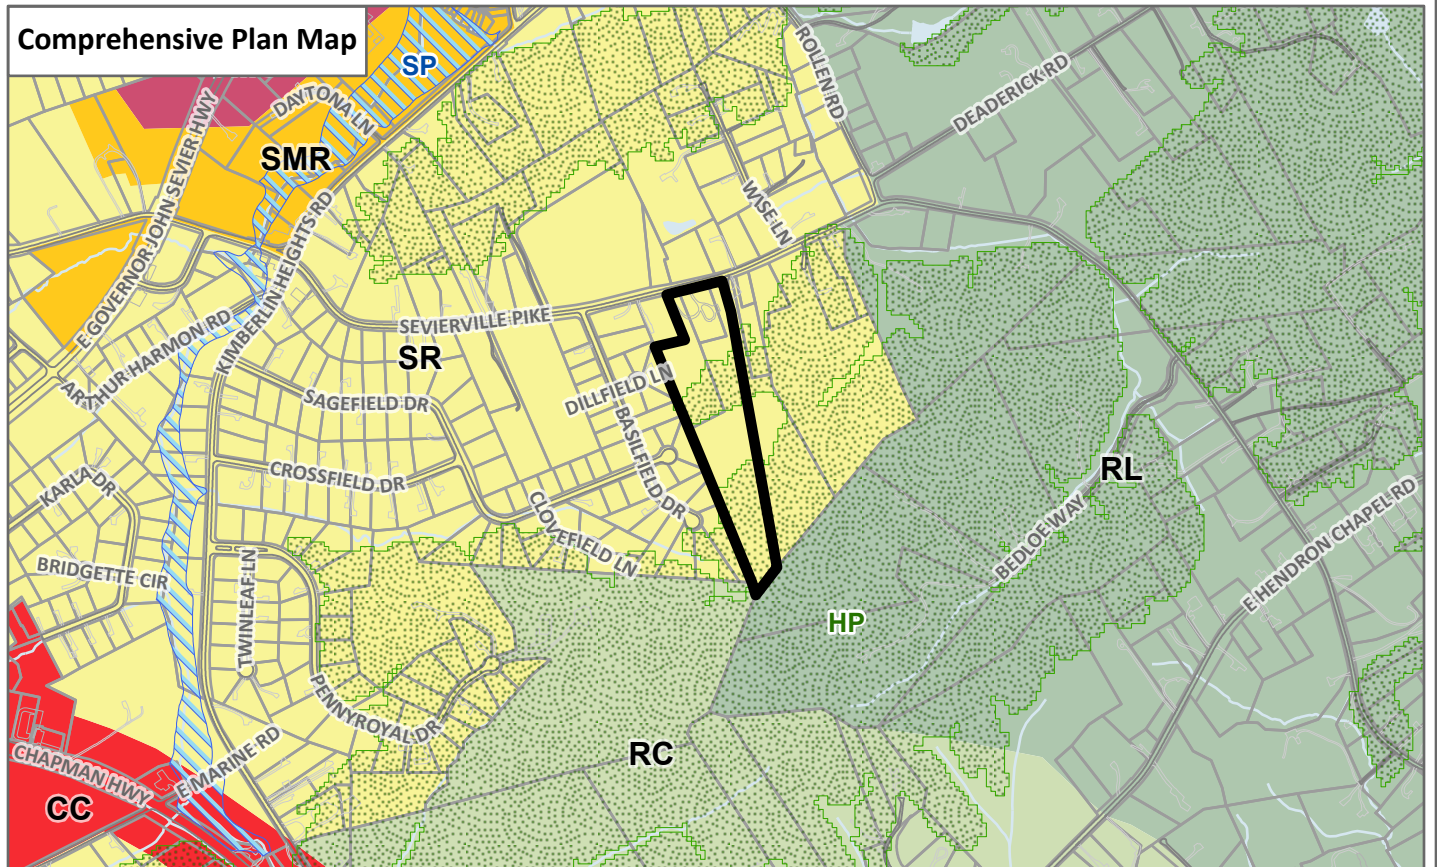 Comprehensive Plan Map
SP
DAYTONA LN
SMR
E GOVERNOR JOHN SEVIER HWY
KIMBERLIN HEIGHTS RD
ROLLEN RD
DEADERICK RD
WISE LN
ARTHUR HARMON RD
SEVIERVILLE PIKE
SR
SAGEFIELD DR
DILLFIELD LN
BASILFIELD DR
CROSSFIELD DR
CLOVEFIELD LN
KARLA DR
BRIDGETTE CIR
TWINLEAF LN
PENNYROYAL DR
RL
BEDLOE WAY
E HENDRON CHAPEL RD
HP
RC
E MARINE RD
CHAPMAN HWY
CC